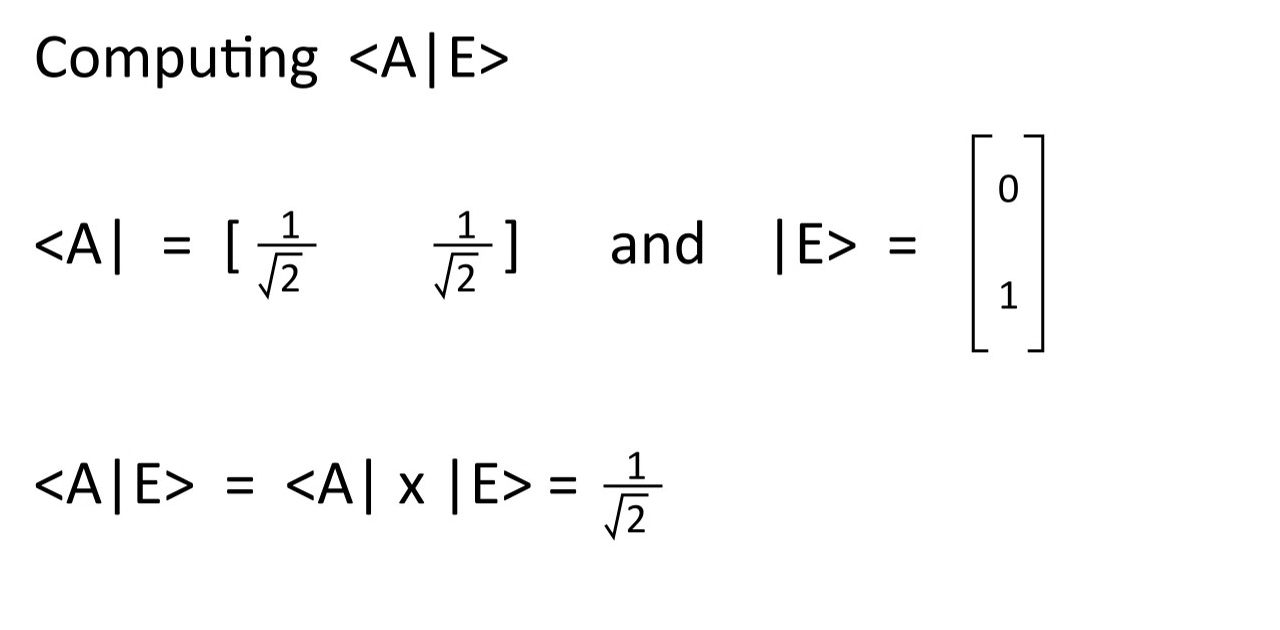 Computing <A|E>
<A| = [ 1/√2 1/√2 ] and |E> = [ 0 1 ]
<A|E> = <A| x |E> = 1/√2